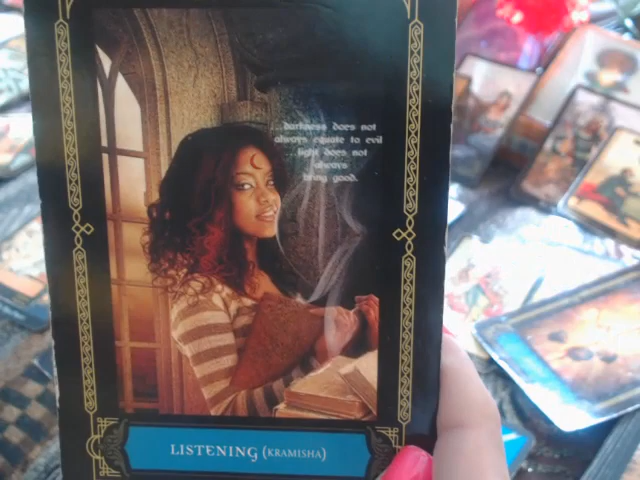 ...darkness does not
always equate to evil
...light does not
always
bring good.
LISTENING (KRAMISHA)